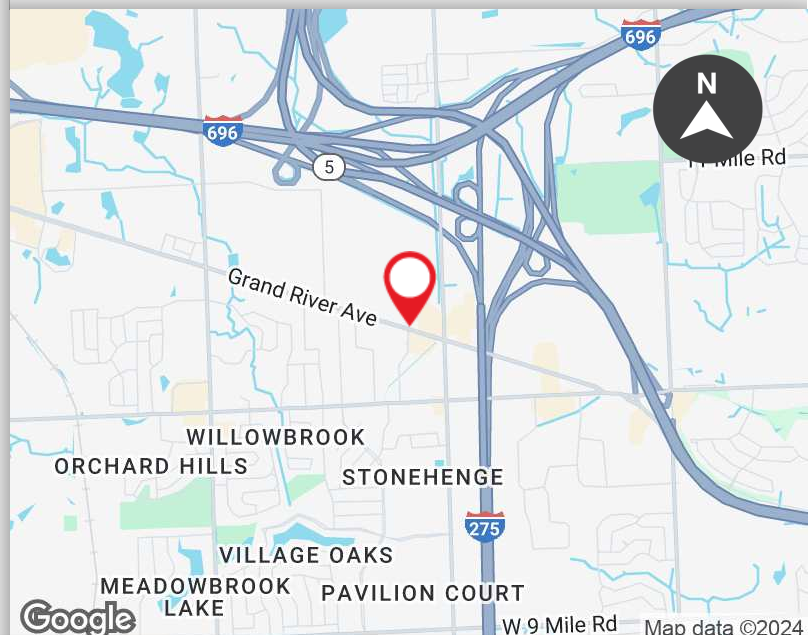 696
N
696
11 Mile Rd
5
Grand River Ave
WILLOWBROOK
ORCHARD HILLS
STONEHENGE
275
VILLAGE OAKS
MEADOWBROOK
LAKE
PAVILION COURT
W 9 Mile Rd
Google
Map data ©2024